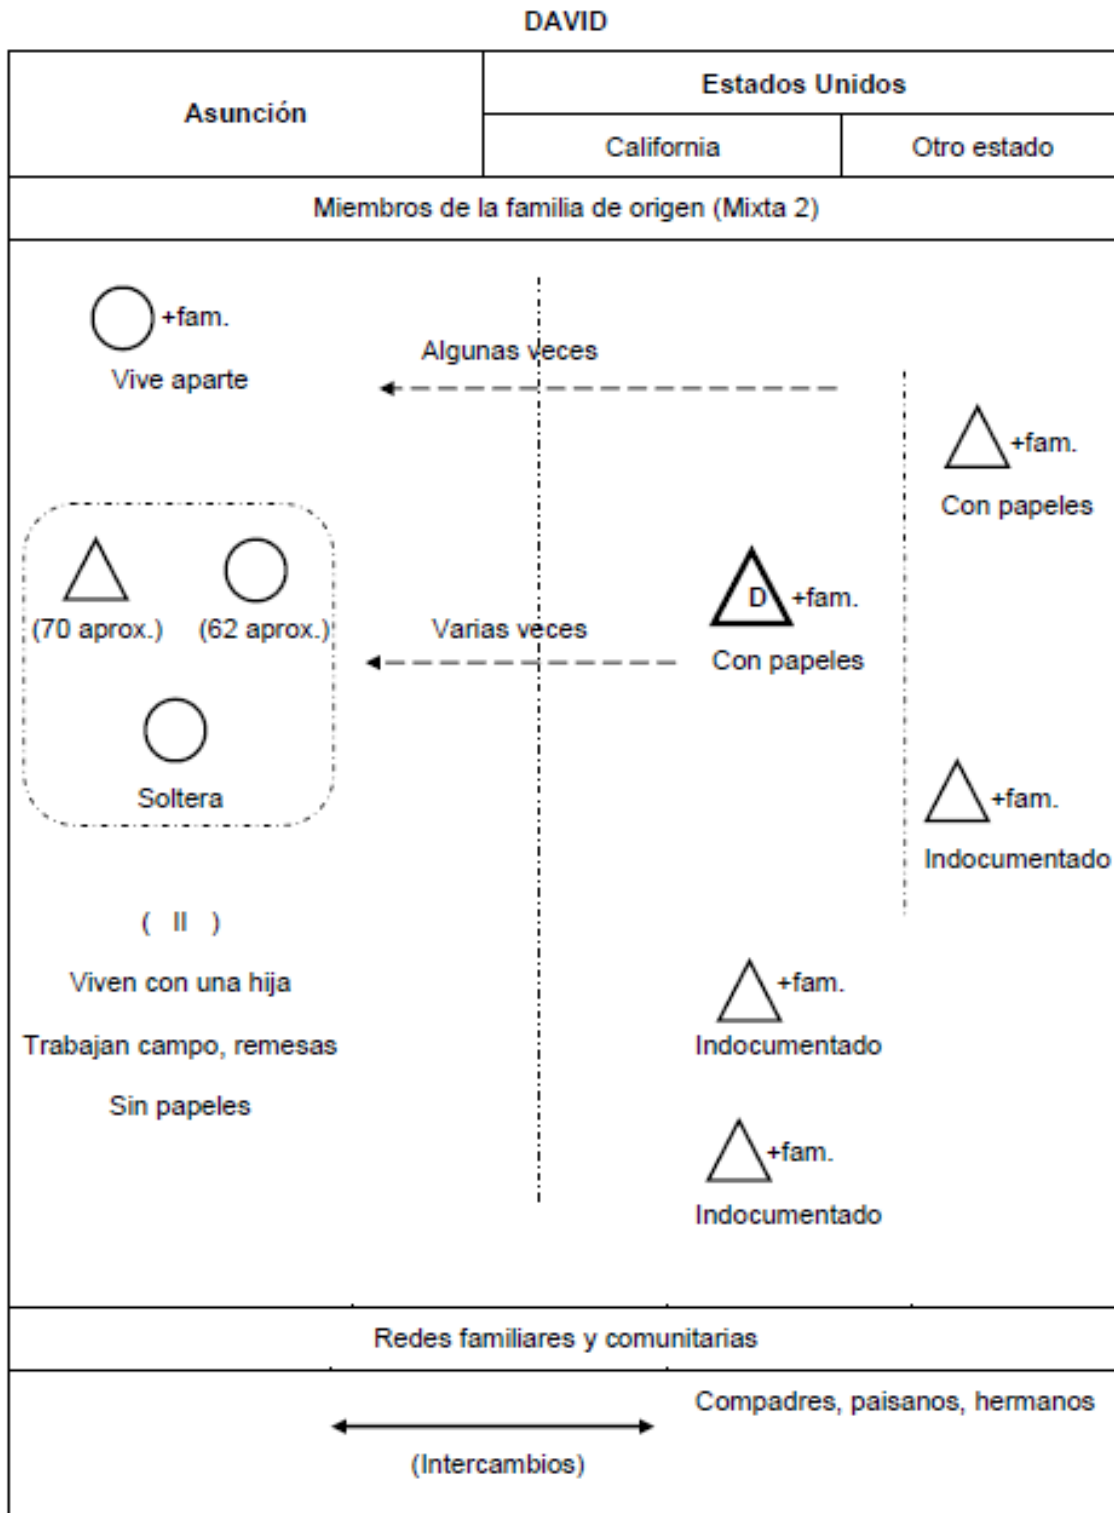 DAVID
Asunción
Estados Unidos
California
Otro estado
Miembros de la familia de origen (Mixta 2)
+fam.
Vive aparte
Algunas veces
+fam.
Con papeles
(70 aprox.)
(62 aprox.)
Soltera
Varias veces
D
+fam.
Con papeles
+fam.
Indocumentado
( II )
Viven con una hija
Trabajan campo, remesas
Sin papeles
+fam.
Indocumentado
+fam.
Indocumentado
Redes familiares y comunitarias
Compadres, paisanos, hermanos
(Intercambios)